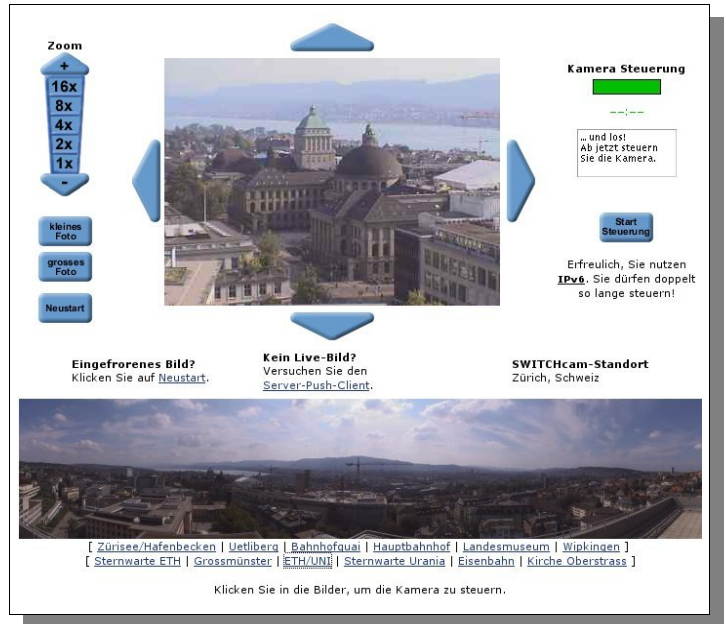 Zoom
+
16x
8x
4x
2x
1x
-
kleines
Foto
grosses
Foto
Neustart
Kamera Steuerung
--:--
... und los!
Ab jetzt steuern
Sie die Kamera.
Start
Steuerung
Erfreulich, Sie nutzen
IPv6. Sie dürfen doppelt
so lange steuern!
Eingefrorenes Bild?
Klicken Sie auf Neustart.
Kein Live-Bild?
Versuchen Sie den
Server-Push-Client.
SWITCHcam-Standort
Zürich, Schweiz
[ Zürisee/Hafenbecken | Uetliberg | Bahnhofquai | Hauptbahnhof | Landesmuseum | Wipkingen ]
[ Sternwarte ETH | Grossmünster | ETH/UNI | Sternwarte Urania | Eisenbahn | Kirche Oberstrass ]
Klicken Sie in die Bilder, um die Kamera zu steuern.